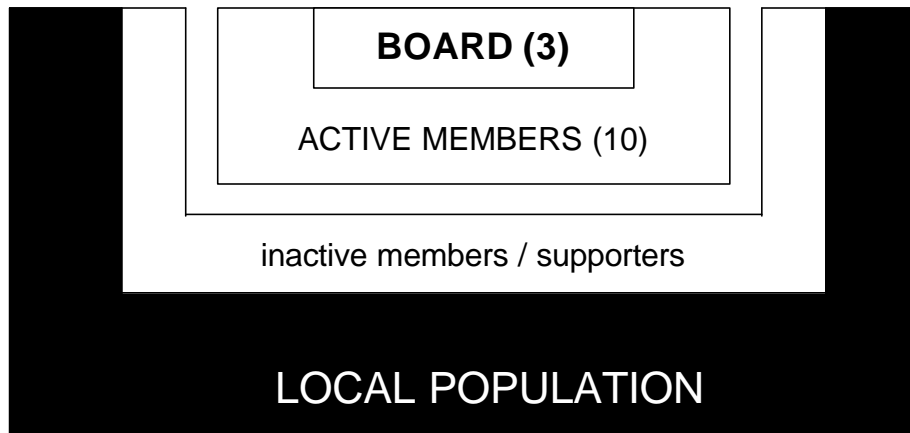 BOARD (3)
ACTIVE MEMBERS (10)
inactive members / supporters
LOCAL POPULATION